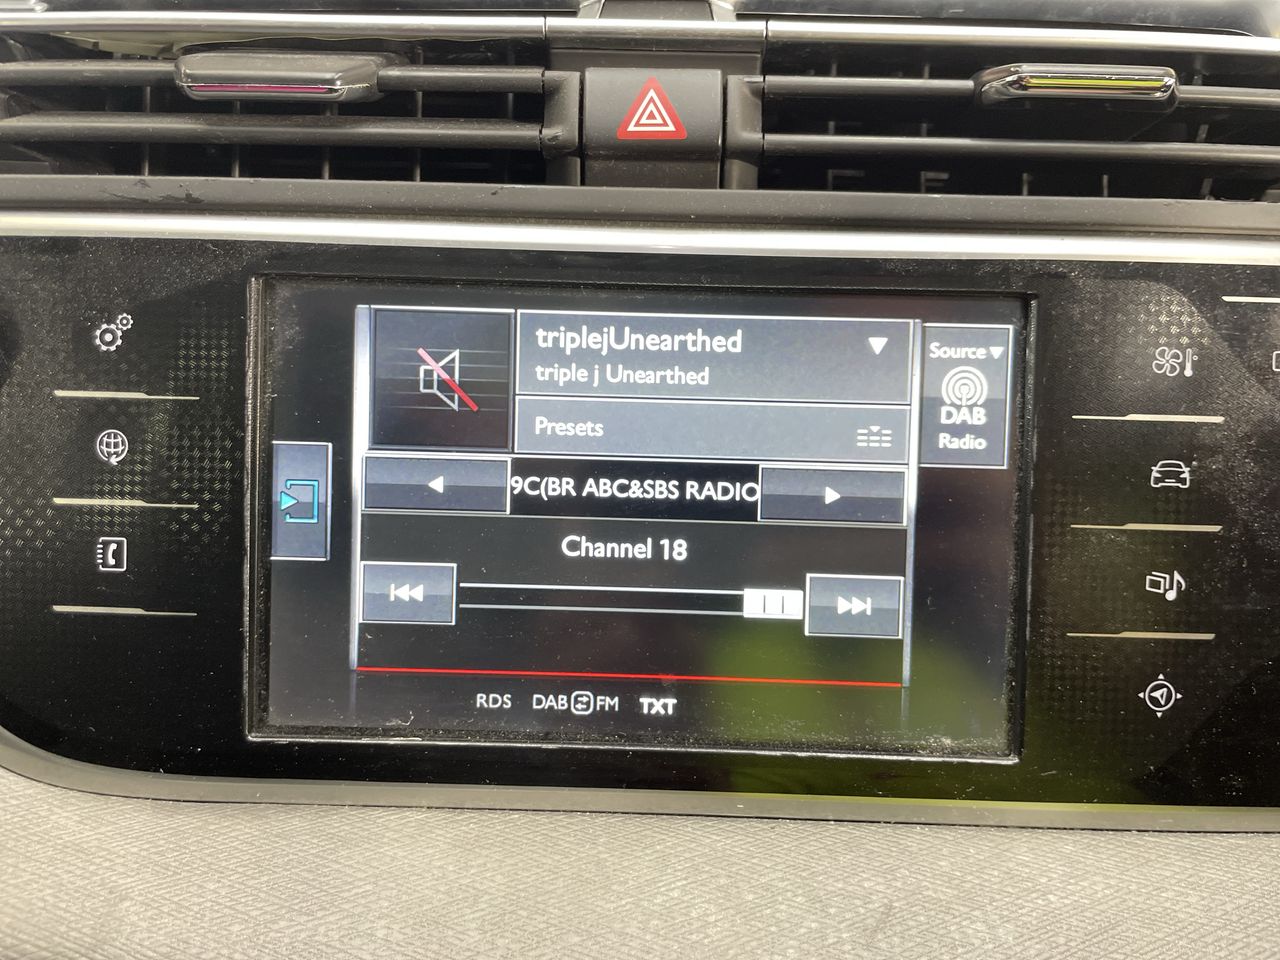 triplejUnearthed
triple j Unearthed
Source
DAB
Radio
Presets
9C(BR ABC&SBS RADIO
Channel 18
RDS DAB FM TXT